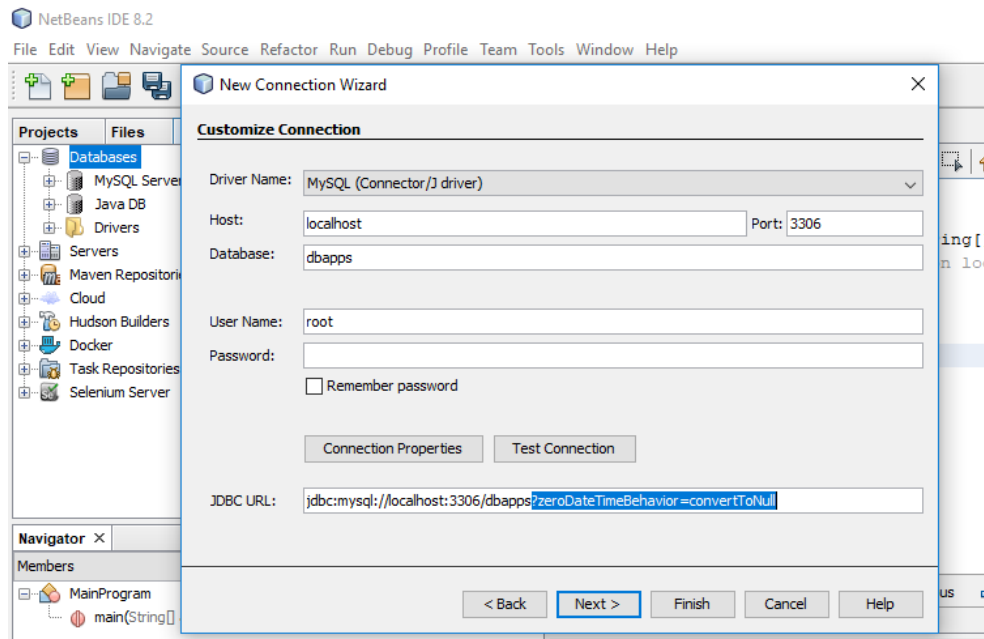 NetBeans IDE 8.2
File Edit View Navigate Source Refactor Run Debug Profile Team Tools Window Help
New Connection Wizard
Projects Files
Customize Connection
Databases
MySQL Server
Java DB
Drivers
Servers
Maven Repositorie
Cloud
Hudson Builders
Docker
Task Repositories
Selenium Server
Driver Name: MySQL (Connector/J driver)
Host: localhost Port: 3306
Database: dbapps
User Name: root
Password:
Remember password
Connection Properties Test Connection
JDBC URL: jdbc:mysql://localhost:3306/dbapps?zeroDateTimeBehavior=convertToNull
ing[
n lo
Navigator
Members
MainProgram
main(String[]
< Back Next > Finish Cancel Help
us